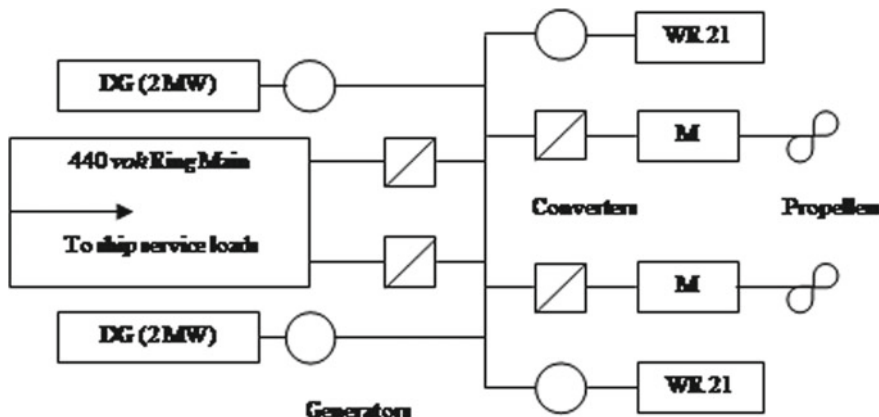 WR 21
DG (2 MW)
M
440 volt Ring Main
Converters
Propellers
To ship service loads
M
DG (2 MW)
WR 21
Generators